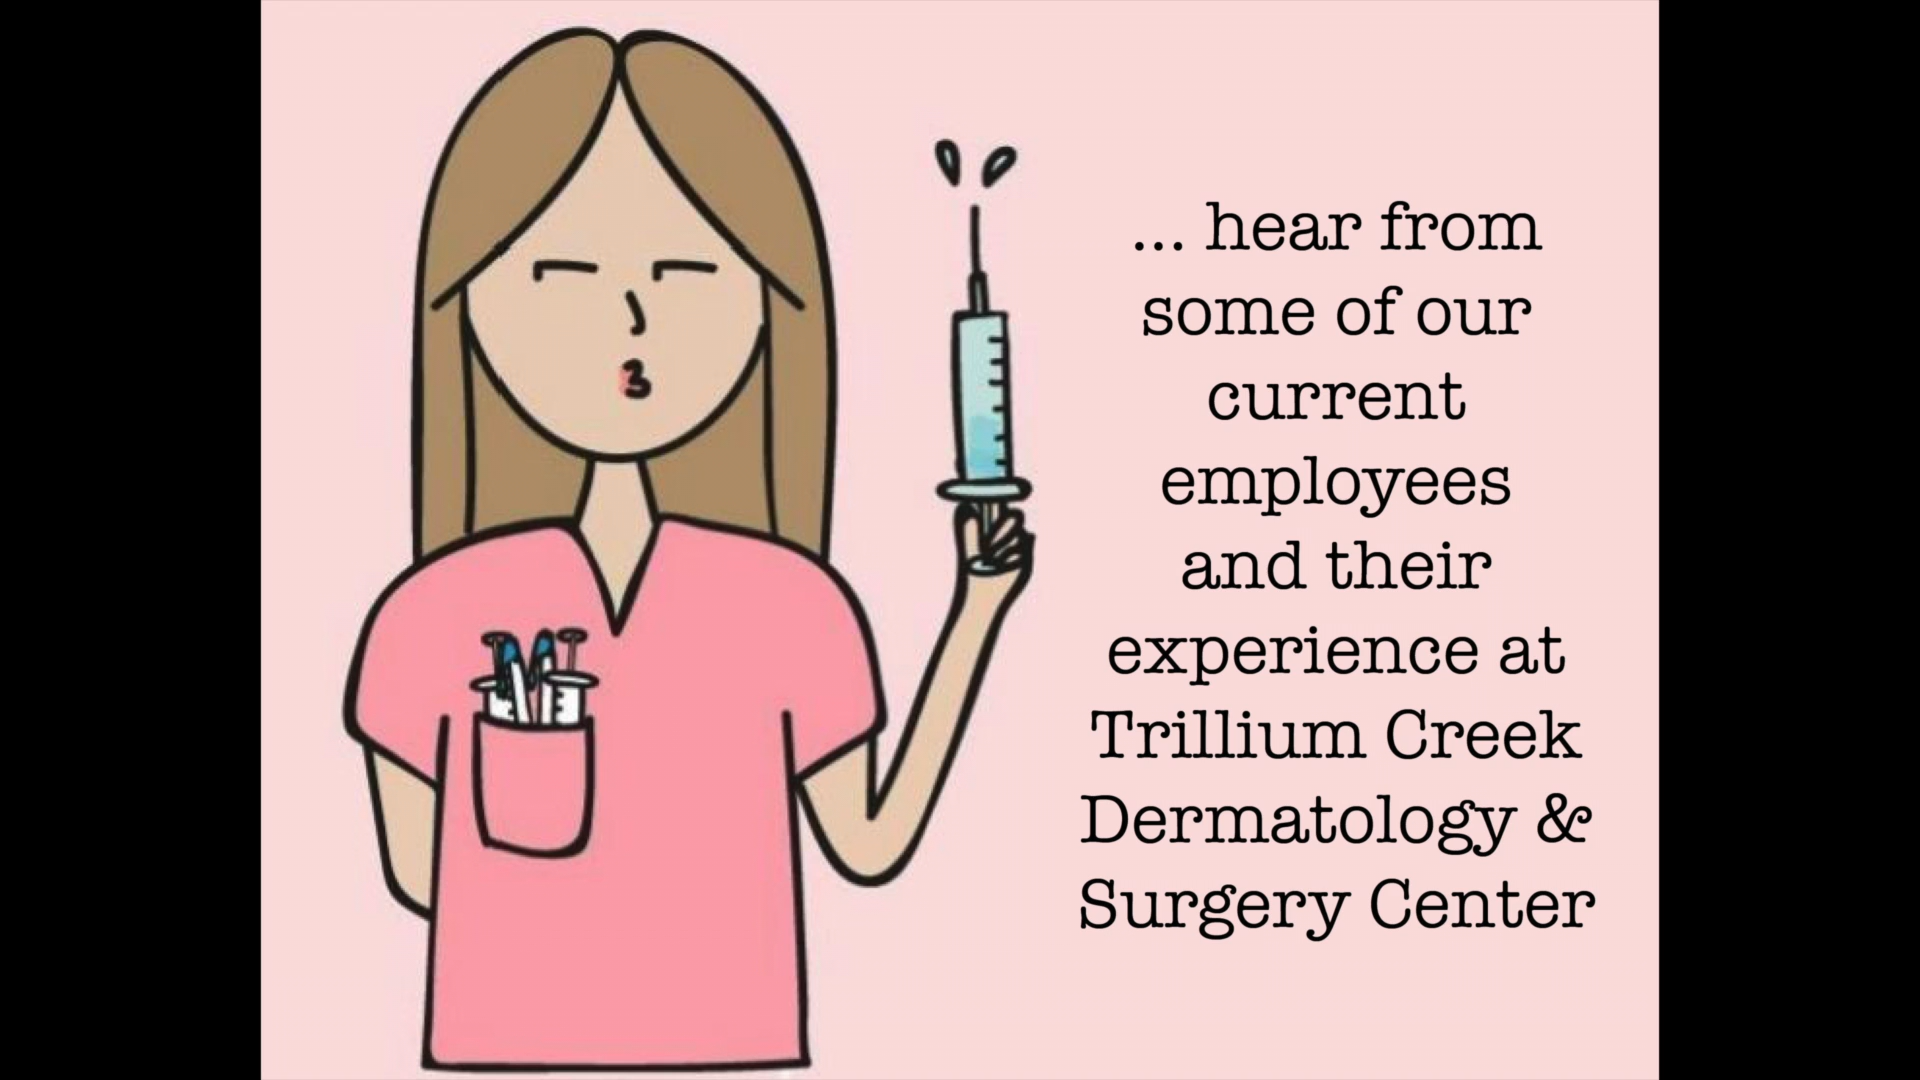 ... hear from
some of our
current
employees
and their
experience at
Trillium Creek
Dermatology &
Surgery Center